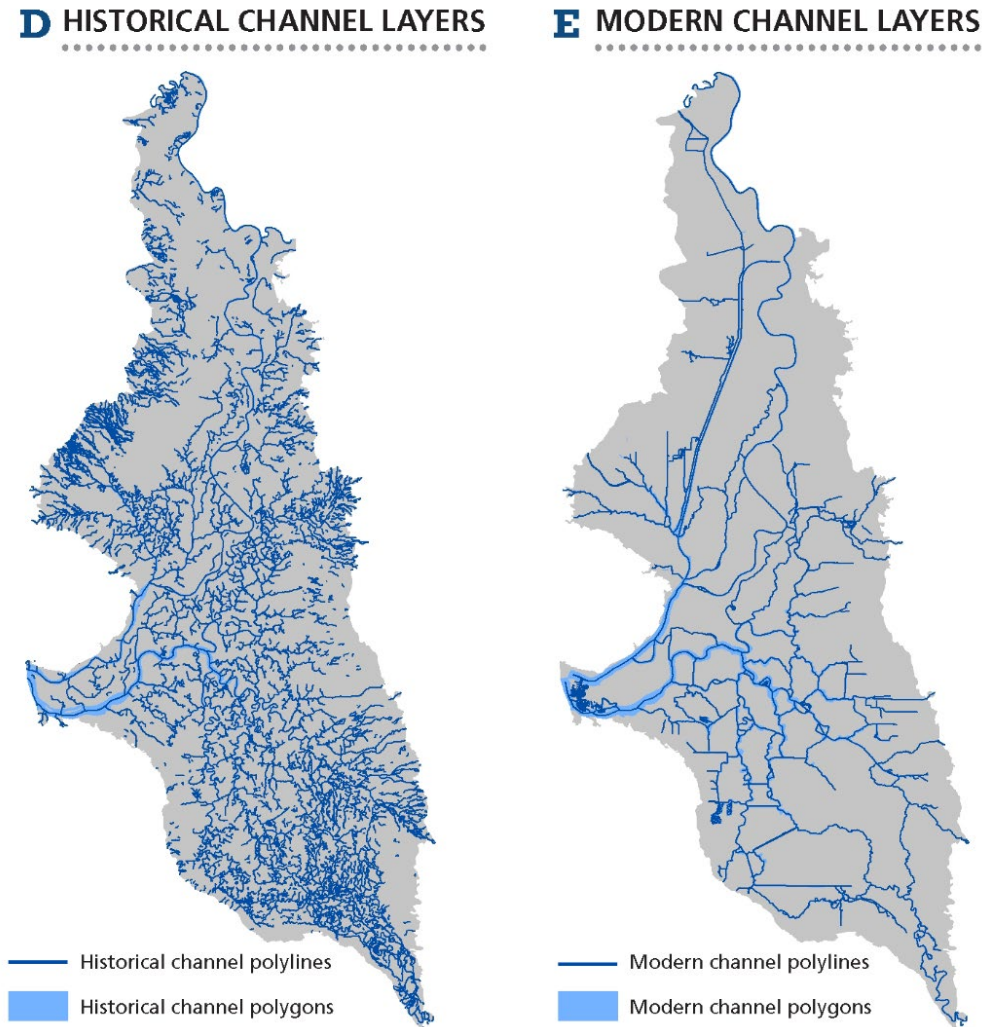 D HISTORICAL CHANNEL LAYERS
E MODERN CHANNEL LAYERS
Historical channel polylines
Historical channel polygons
Modern channel polylines
Modern channel polygons